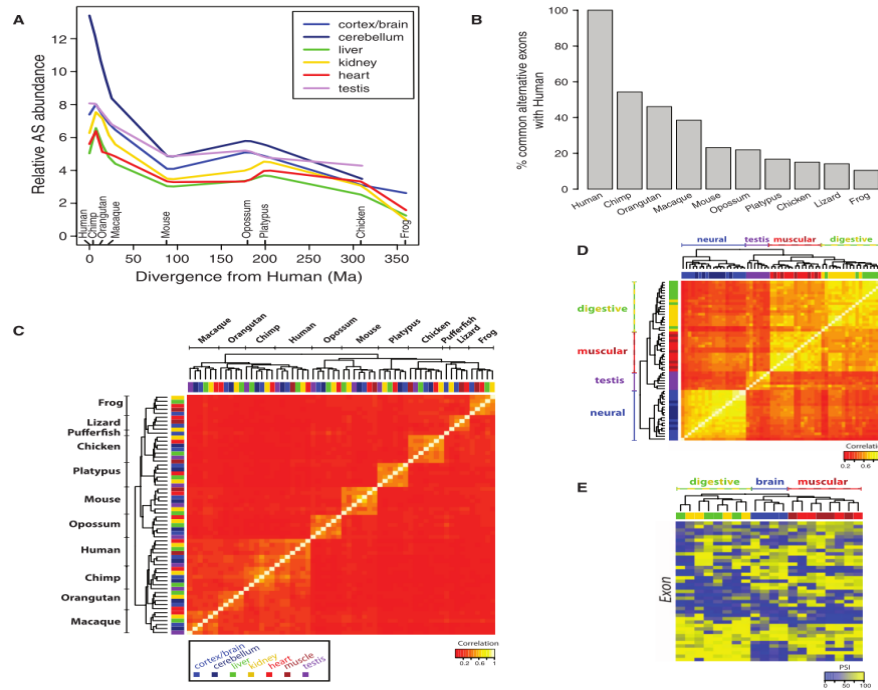 A
Relative AS abundance
12
10
8
6
4
2
0
cortex/brain
cerebellum
liver
kidney
heart
testis
Human
Chimp
Orangutan
Macaque
Mouse
Opossum
Platypus
Chicken
Frog
0 50 100 150 200 250 300 350
Divergence from Human (Ma)
B
% common alternative exons
with Human
100
80
60
40
20
0
Human
Chimp
Orangutan
Macaque
Mouse
Opossum
Platypus
Chicken
Lizard
Frog
C
Macaque
Orangutan
Chimp
Human
Opossum
Mouse
Platypus
Chicken
Pufferfish
Lizard
Frog
Frog
Lizard
Pufferfish
Chicken
Platypus
Mouse
Opossum
Human
Chimp
Orangutan
Macaque
cortex/brain
cerebellum
liver
kidney
heart
muscle
testis
Correlation
0.2 0.6 1
D
neural testis muscular digestive
digestive
muscular
testis
neural
Correlatio
0.2 0.6
E
digestive brain muscular
Exon
PSI
0 50 100